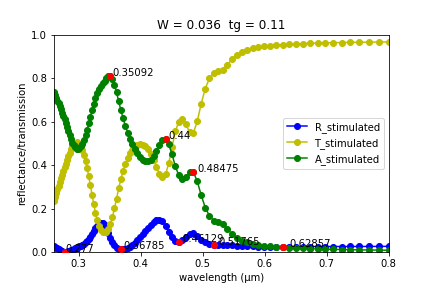 W = 0.036  tg = 0.11
reflectance/transmission
1.0
0.8
0.6
0.4
0.2
0.0
0.35092
0.44
0.48475
0.62857
R_stimulated
T_stimulated
A_stimulated
0.3
0.4
0.5
0.6
0.7
0.8
wavelength (μm)